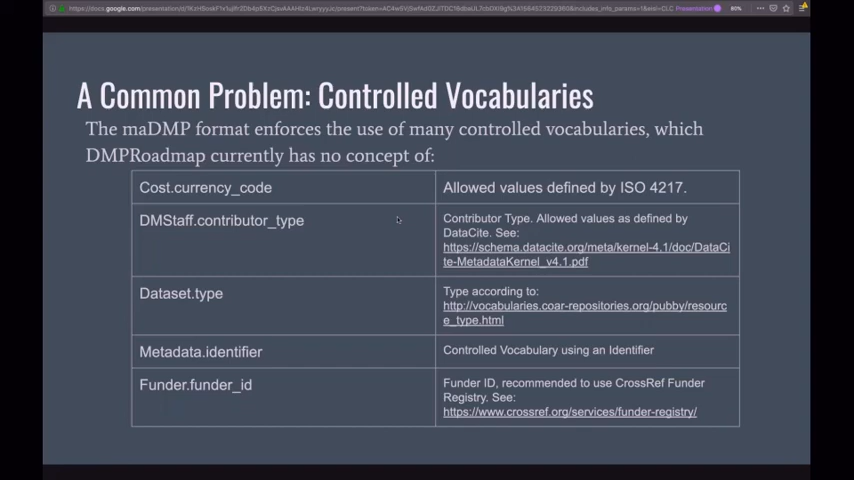 Presentation
80%
A Common Problem: Controlled Vocabularies
The maDMP format enforces the use of many controlled vocabularies, which
DMPRoadmap currently has no concept of:
Cost.currency_code
Allowed values defined by ISO 4217.
DMStaff.contributor_type
Contributor Type. Allowed values as defined by
DataCite. See:
https://schema.datacite.org/meta/kernel-4.1/doc/DataCi
te-MetadataKernel_v4.1.pdf
Dataset.type
Type according to:
http://vocabularies.coar-repositories.org/pubby/resourc
e_type.html
Metadata.identifier
Controlled Vocabulary using an Identifier
Funder.funder_id
Funder ID, recommended to use CrossRef Funder
Registry. See:
https://www.crossref.org/services/funder-registry/